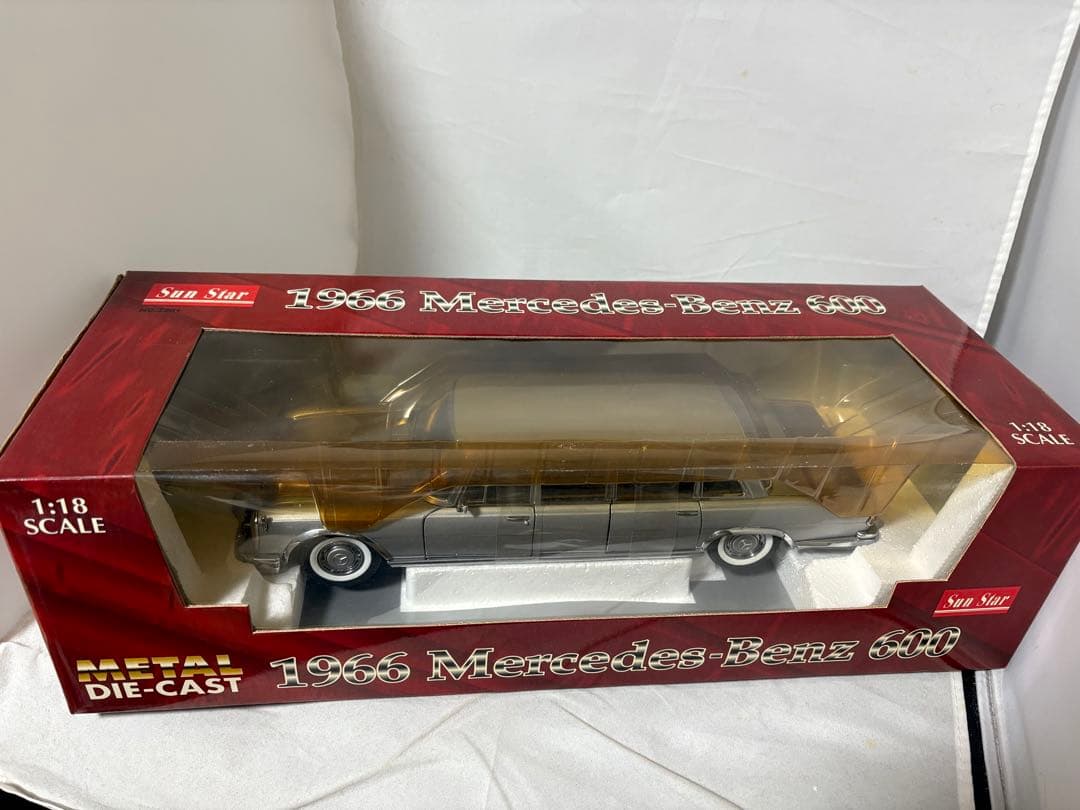 Sun Star
1966 Mercedes-Benz 600
1:18
SCALE
1:18
SCALE
Sun Star
METAL
DIE-CAST
1966 Mercedes-Benz 600